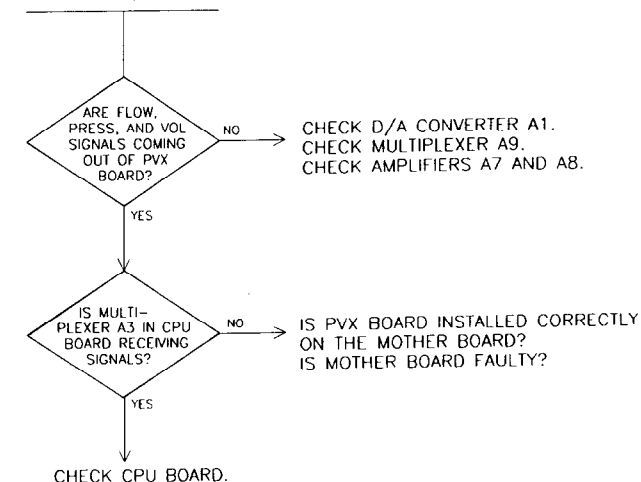 ARE FLOW,
PRESS, AND VOL
SIGNALS COMING
OUT OF PVX
BOARD?
NO
CHECK D/A CONVERTER A1.
CHECK MULTIPLEXER A9.
CHECK AMPLIFIERS A7 AND A8.
YES
IS MULTI-
PLEXER A3 IN CPU
BOARD RECEIVING
SIGNALS?
NO
IS PVX BOARD INSTALLED CORRECTLY
ON THE MOTHER BOARD?
IS MOTHER BOARD FAULTY?
YES
CHECK CPU BOARD.